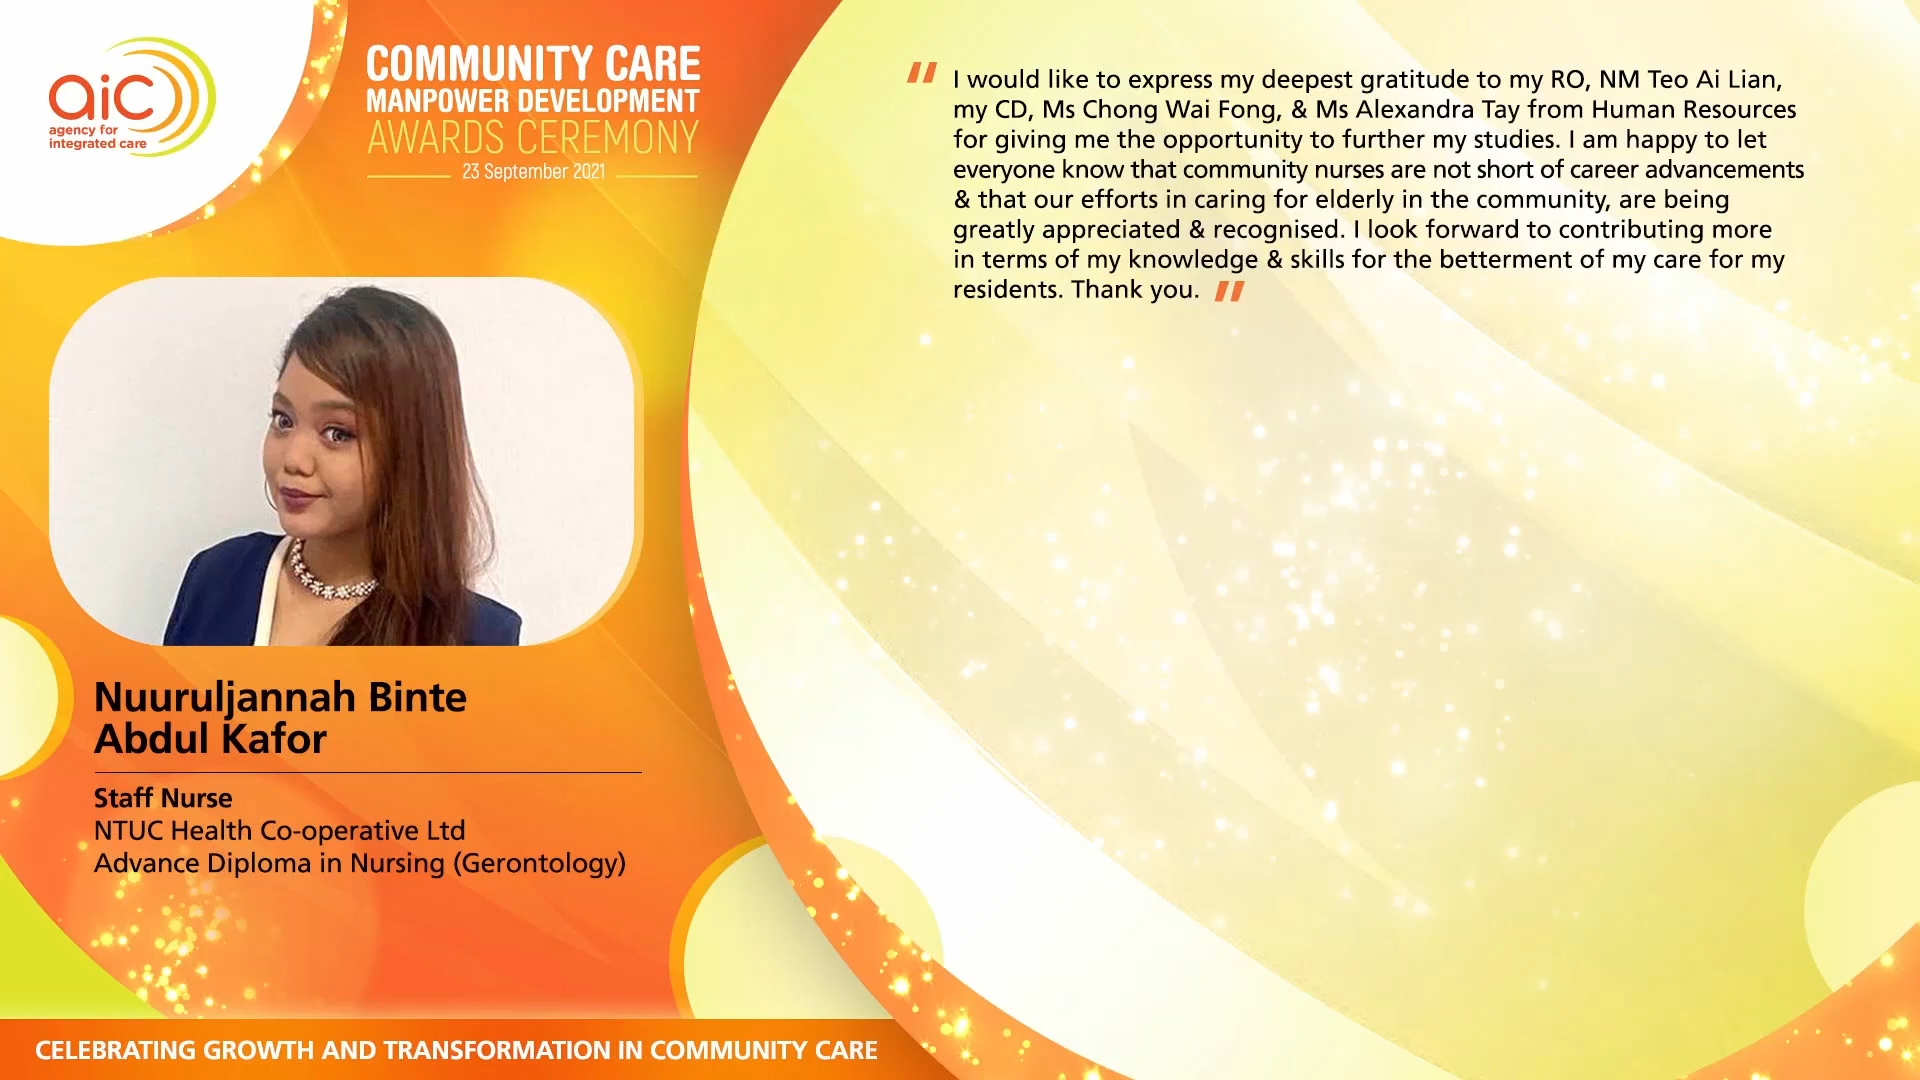 aic
agency for
integrated care
COMMUNITY CARE
MANPOWER DEVELOPMENT
AWARDS CEREMONY
23 September 2021
Nuuruljannah Binte
Abdul Kafor
Staff Nurse
NTUC Health Co-operative Ltd
Advance Diploma in Nursing (Gerontology)
CELEBRATING GROWTH AND TRANSFORMATION IN COMMUNITY CARE
" I would like to express my deepest gratitude to my RO, NM Teo Ai Lian,
my CD, Ms Chong Wai Fong, & Ms Alexandra Tay from Human Resources
for giving me the opportunity to further my studies. I am happy to let
everyone know that community nurses are not short of career advancements
& that our efforts in caring for elderly in the community, are being
greatly appreciated & recognised. I look forward to contributing more
in terms of my knowledge & skills for the betterment of my care for my
residents. Thank you. "